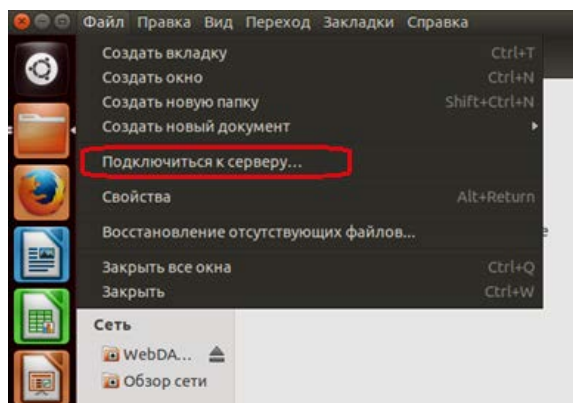 Файл Правка Вид Переход Закладки Справка
Создать вкладку Ctrl+T
Создать окно Ctrl+N
Создать новую папку Shift+Ctrl+N
Создать новый документ
Подключиться к серверу...
Свойства Alt+Return
Восстановление отсутствующих файлов...
Закрыть все окна Ctrl+Q
Закрыть Ctrl+W
Сеть
WebDA...
Обзор сети